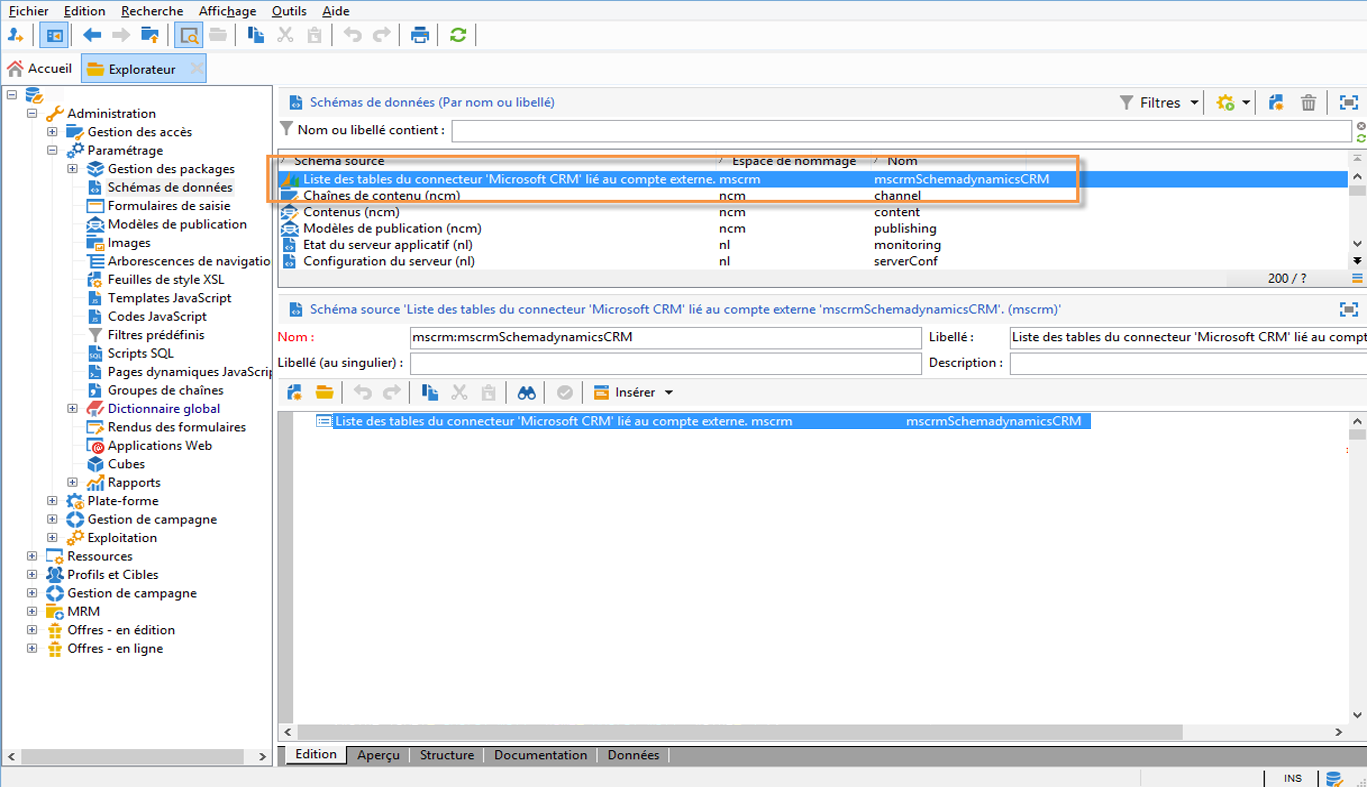 Fichier Edition Recherche Affichage Outils Aide
Accueil Explorateur
Administration
Gestion des accès
Paramétrage
Gestion des packages
Schémas de données
Formulaires de saisie
Modèles de publication
Images
Arborescences de navigatio
Feuilles de style XSL
Templates JavaScript
Codes JavaScript
Filtres prédéfinis
Scripts SQL
Pages dynamiques JavaScrip
Groupes de chaînes
Dictionnaire global
Rendus des formulaires
Applications Web
Cubes
Rapports
Plate-forme
Gestion de campagne
Exploitation
Ressources
Profils et Cibles
Gestion de campagne
MRM
Offres - en édition
Offres - en ligne
Schémas de données (Par nom ou libellé) Filtres
Nom ou libellé contient :
Schéma source Espace de nommage Nom
Liste des tables du connecteur 'Microsoft CRM' lié au compte externe. mscrm mscrmSchemadynamicsCRM
Chaînes de contenu (ncm) ncm channel
Contenus (ncm) ncm content
Modèles de publication (ncm) ncm publishing
Etat du serveur applicatif (nl) nl monitoring
Configuration du serveur (nl) nl serverConf
200 / ?
Schéma source 'Liste des tables du connecteur 'Microsoft CRM' lié au compte externe 'mscrmSchemadynamicsCRM'. (mscrm)'
Nom : mscrm:mscrmSchemadynamicsCRM Libellé : Liste des tables du connecteur 'Microsoft CRM' lié au compt
Libellé (au singulier) : Description :
Insérer
Liste des tables du connecteur 'Microsoft CRM' lié au compte externe. mscrm mscrmSchemadynamicsCRM
Edition Aperçu Structure Documentation Données
INS